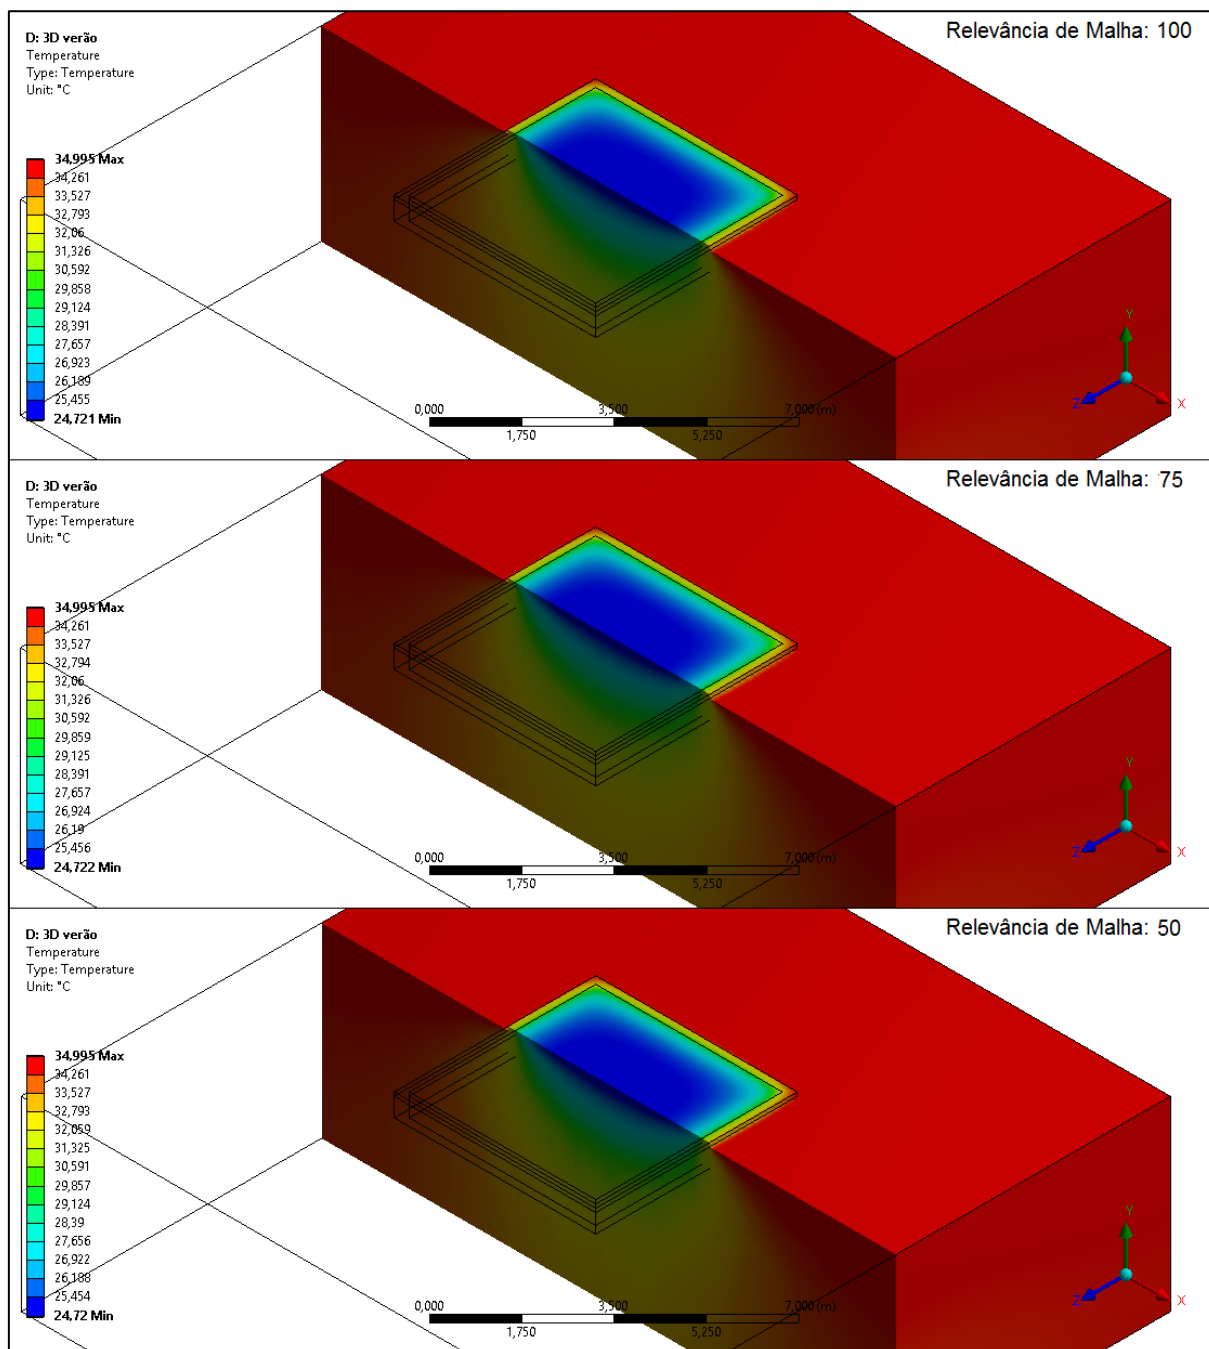 Relevância de Malha: 100
D: 3D verão
Temperature
Type: Temperature
Unit: °C
34,995 Max
34,261
33,527
32,793
32,06
31,326
30,592
29,858
29,124
28,391
27,657
26,923
26,189
25,455
24,721 Min
0,000
3,500
7,000 (m)
1,750
5,250
Y
Z
X
Relevância de Malha: 75
D: 3D verão
Temperature
Type: Temperature
Unit: °C
34,995 Max
34,261
33,527
32,794
32,06
31,326
30,592
29,859
29,125
28,391
27,657
26,924
26,19
25,456
24,722 Min
0,000
3,500
7,000 (m)
1,750
5,250
Y
Z
X
Relevância de Malha: 50
D: 3D verão
Temperature
Type: Temperature
Unit: °C
34,995 Max
34,261
33,527
32,793
32,059
31,325
30,591
29,857
29,124
28,39
27,656
26,922
26,188
25,454
24,72 Min
0,000
3,500
7,000 (m)
1,750
5,250
Y
Z
X